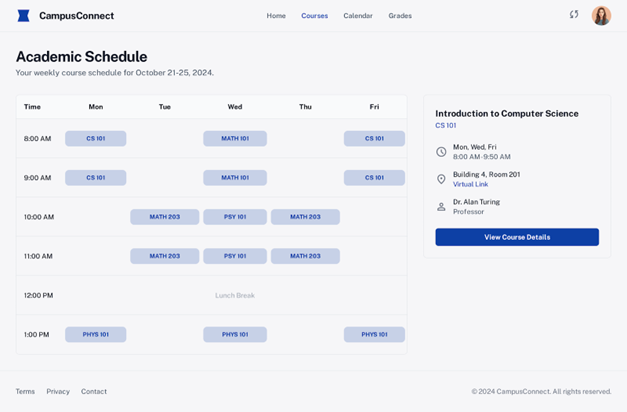 CampusConnect
Home Courses Calendar Grades
Academic Schedule
Your weekly course schedule for October 21-25, 2024.
Time Mon Tue Wed Thu Fri
8:00 AM CS 101 MATH 101 CS 101
9:00 AM CS 101 MATH 101 CS 101
10:00 AM MATH 203 PSY 101 MATH 203
11:00 AM MATH 203 PSY 101 MATH 203
12:00 PM Lunch Break
1:00 PM PHYS 101 PHYS 101 PHYS 101
Introduction to Computer Science
CS 101
Mon, Wed, Fri
8:00 AM-9:50 AM
Building 4, Room 201
Virtual Link
Dr. Alan Turing
Professor
View Course Details
Terms Privacy Contact
© 2024 CampusConnect. All rights reserved.